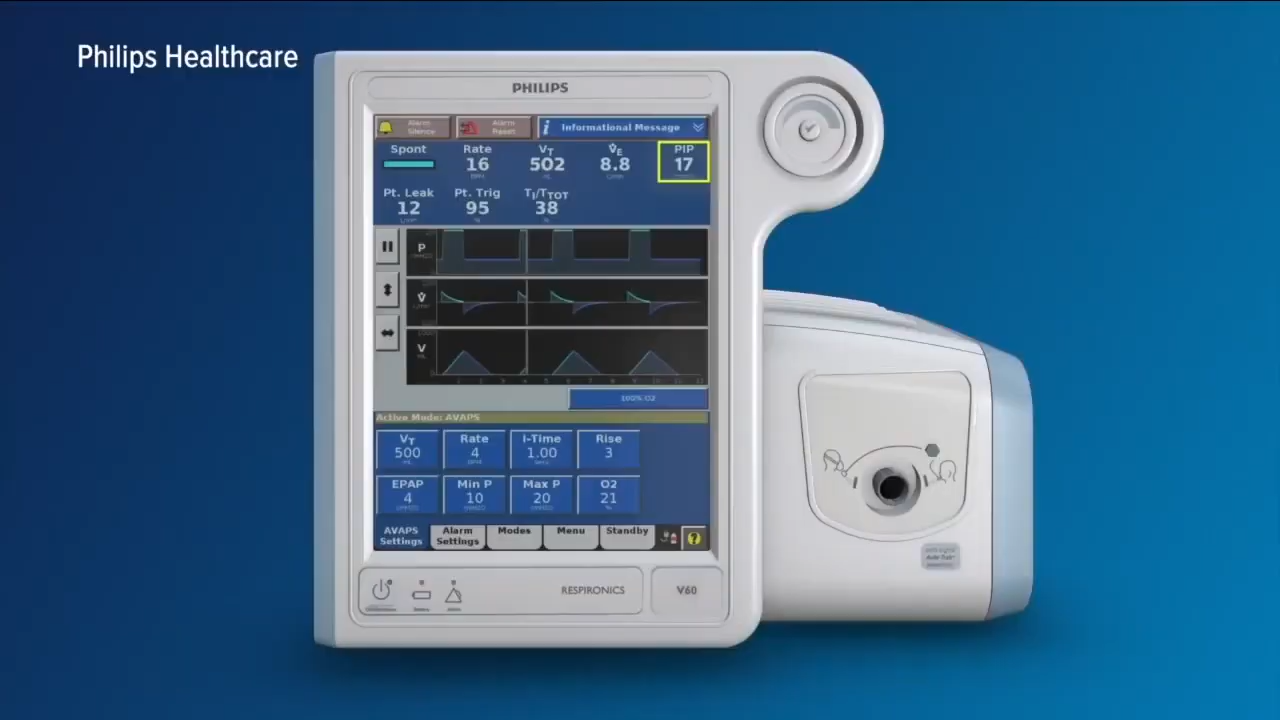 Philips Healthcare
PHILIPS
Alarm Silence
Alarm Reset
i Informational Message
Spont
Rate
VT
V̇E
PIP
16
502
8.8
17
BPM
Pt. Leak
Pt. Trig
TI/TTOT
12
95
38
P
V̇
V
100% O2
Active Mode: AVAPS
VT
Rate
I-Time
Rise
500
4
1.00
3
EPAP
Min P
Max P
O2
4
10
20
21
AVAPS Settings
Alarm Settings
Modes
Menu
Standby
?
RESPIRONICS
V60
Auto-Trak